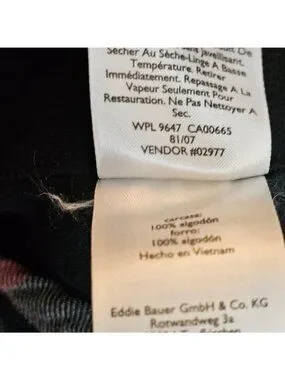 Javellisant.
Sécher Au Sèche-Linge A Basse
Température. Retirer
Immédiatement. Repassage A La
Vapeur Seulement Pour
Restauration. Ne Pas Nettoyer A
Sec.
WPL 9647 CA00665
81/07
VENDOR #02977
carcasa:
100% algodón
forro:
100% algodón
Hecho en Vietnam
Eddie Bauer GmbH & Co. KG
Rotwandweg 3a